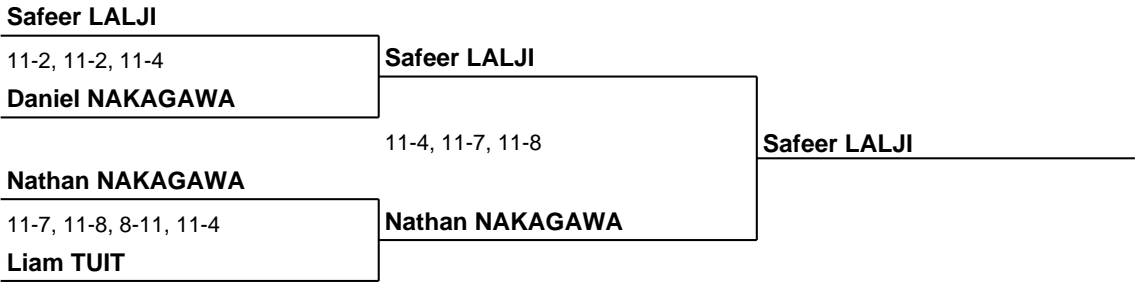 Safeer LALJI
11-2, 11-2, 11-4
Safeer LALJI
Daniel NAKAGAWA
11-4, 11-7, 11-8
Safeer LALJI
Nathan NAKAGAWA
11-7, 11-8, 8-11, 11-4
Nathan NAKAGAWA
Liam TUIT